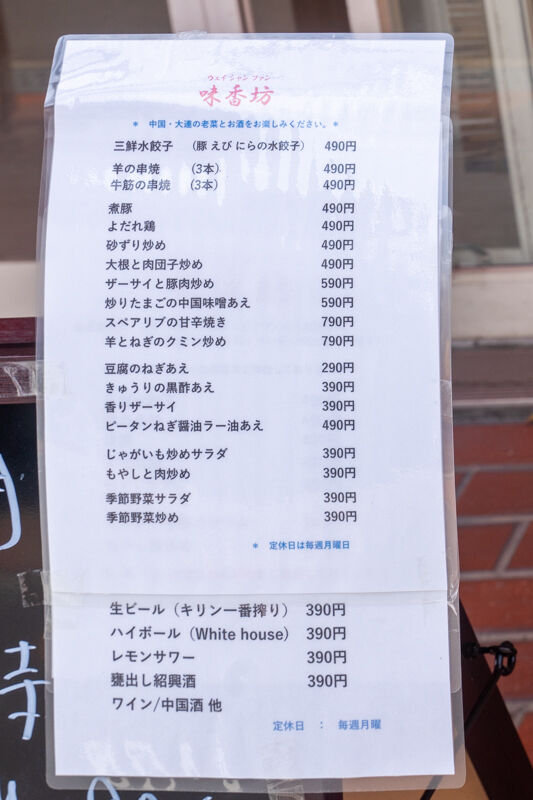 ウェイ シャン ファン
味香坊
＊ 中国・大連の老菜とお酒をお楽しみください。＊
三鮮水餃子 （豚 えび にらの水餃子） 490円
羊の串焼 （3本） 490円
牛筋の串焼 （3本） 490円
煮豚 490円
よだれ鶏 490円
砂ずり炒め 490円
大根と肉団子炒め 490円
ザーサイと豚肉炒め 590円
炒りたまごの中国味噌あえ 590円
スペアリブの甘辛焼き 790円
羊とねぎのクミン炒め 790円
豆腐のねぎあえ 290円
きゅうりの黒酢あえ 390円
香りザーサイ 390円
ピータンねぎ醤油ラー油あえ 490円
じゃがいも炒めサラダ 390円
もやしと肉炒め 390円
季節野菜サラダ 390円
季節野菜炒め 390円
＊ 定休日は毎週月曜日
生ビール（キリン一番搾り） 390円
ハイボール（White house） 390円
レモンサワー 390円
甕出し紹興酒 390円
ワイン/中国酒 他
定休日 ： 毎週月曜